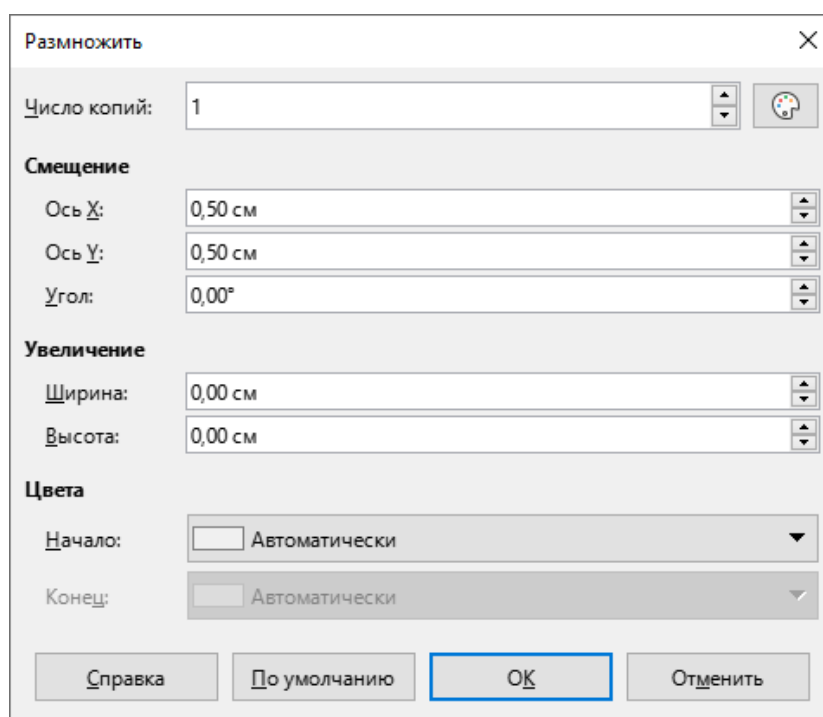 Размножить
Число копий: 1
Смещение
Ось X: 0,50 см
Ось Y: 0,50 см
Угол: 0,00°
Увеличение
Ширина: 0,00 см
Высота: 0,00 см
Цвета
Начало: Автоматически
Конец: Автоматически
Справка По умолчанию ОК Отменить